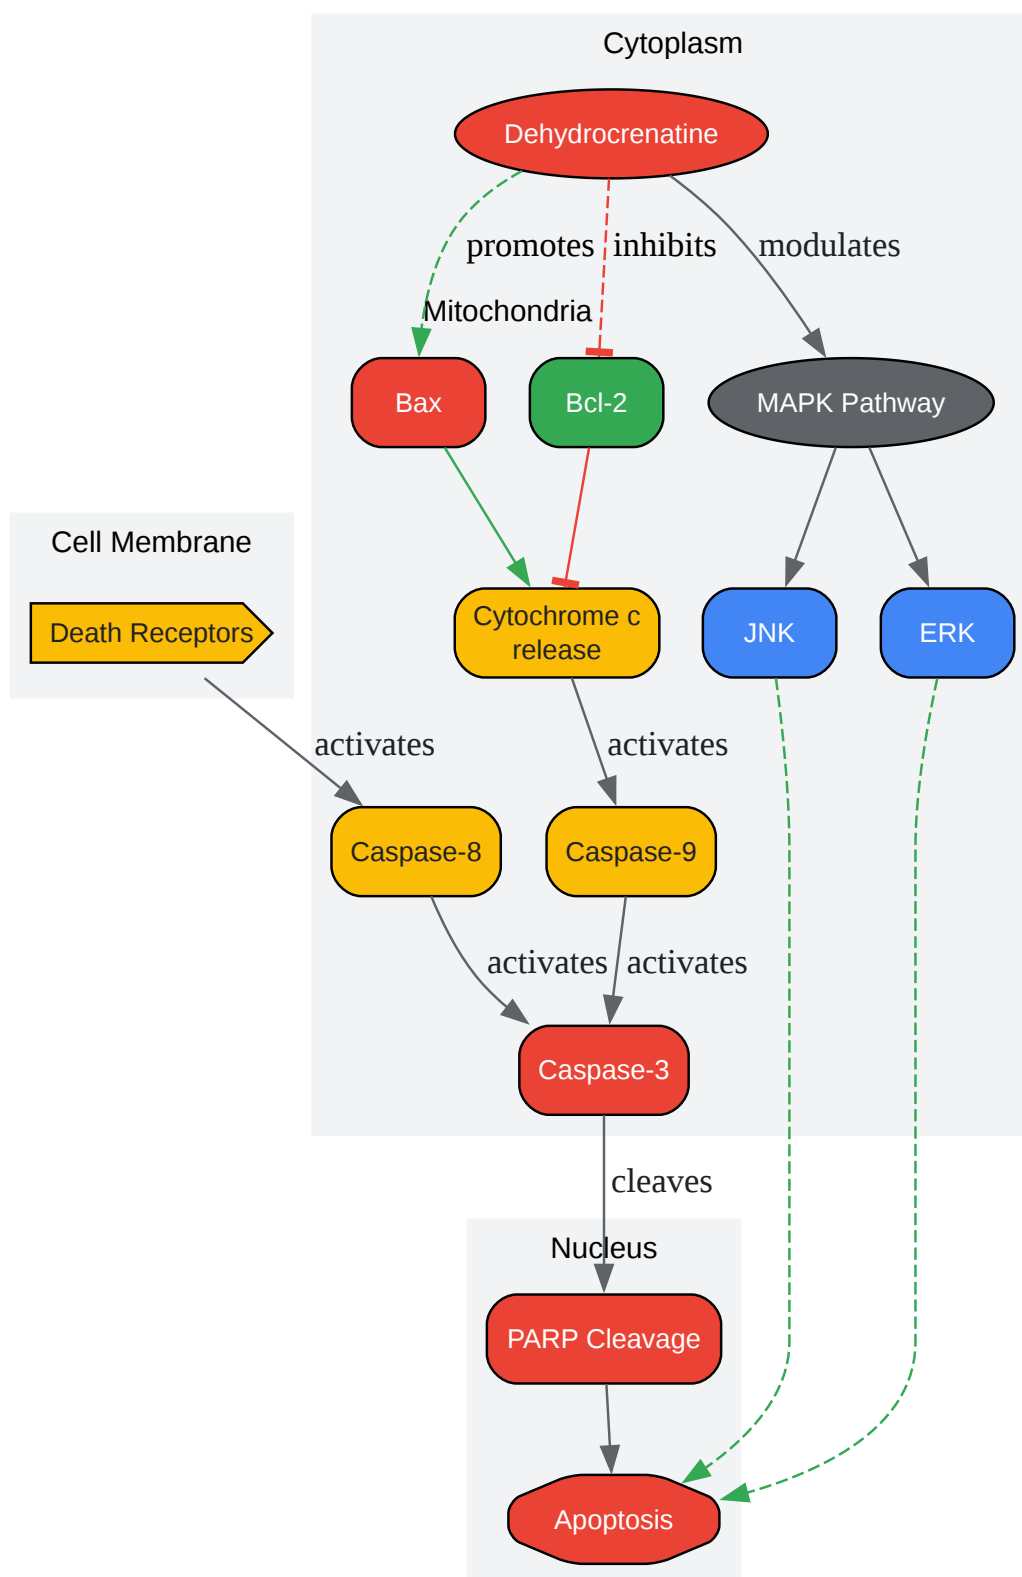 Cytoplasm
Dehydrocrenatine
promotes
inhibits
modulates
Mitochondria
Bax
Bcl-2
MAPK Pathway
Cell Membrane
Death Receptors
Cytochrome c
release
JNK
ERK
activates
activates
Caspase-8
Caspase-9
activates
activates
Caspase-3
cleaves
Nucleus
PARP Cleavage
Apoptosis